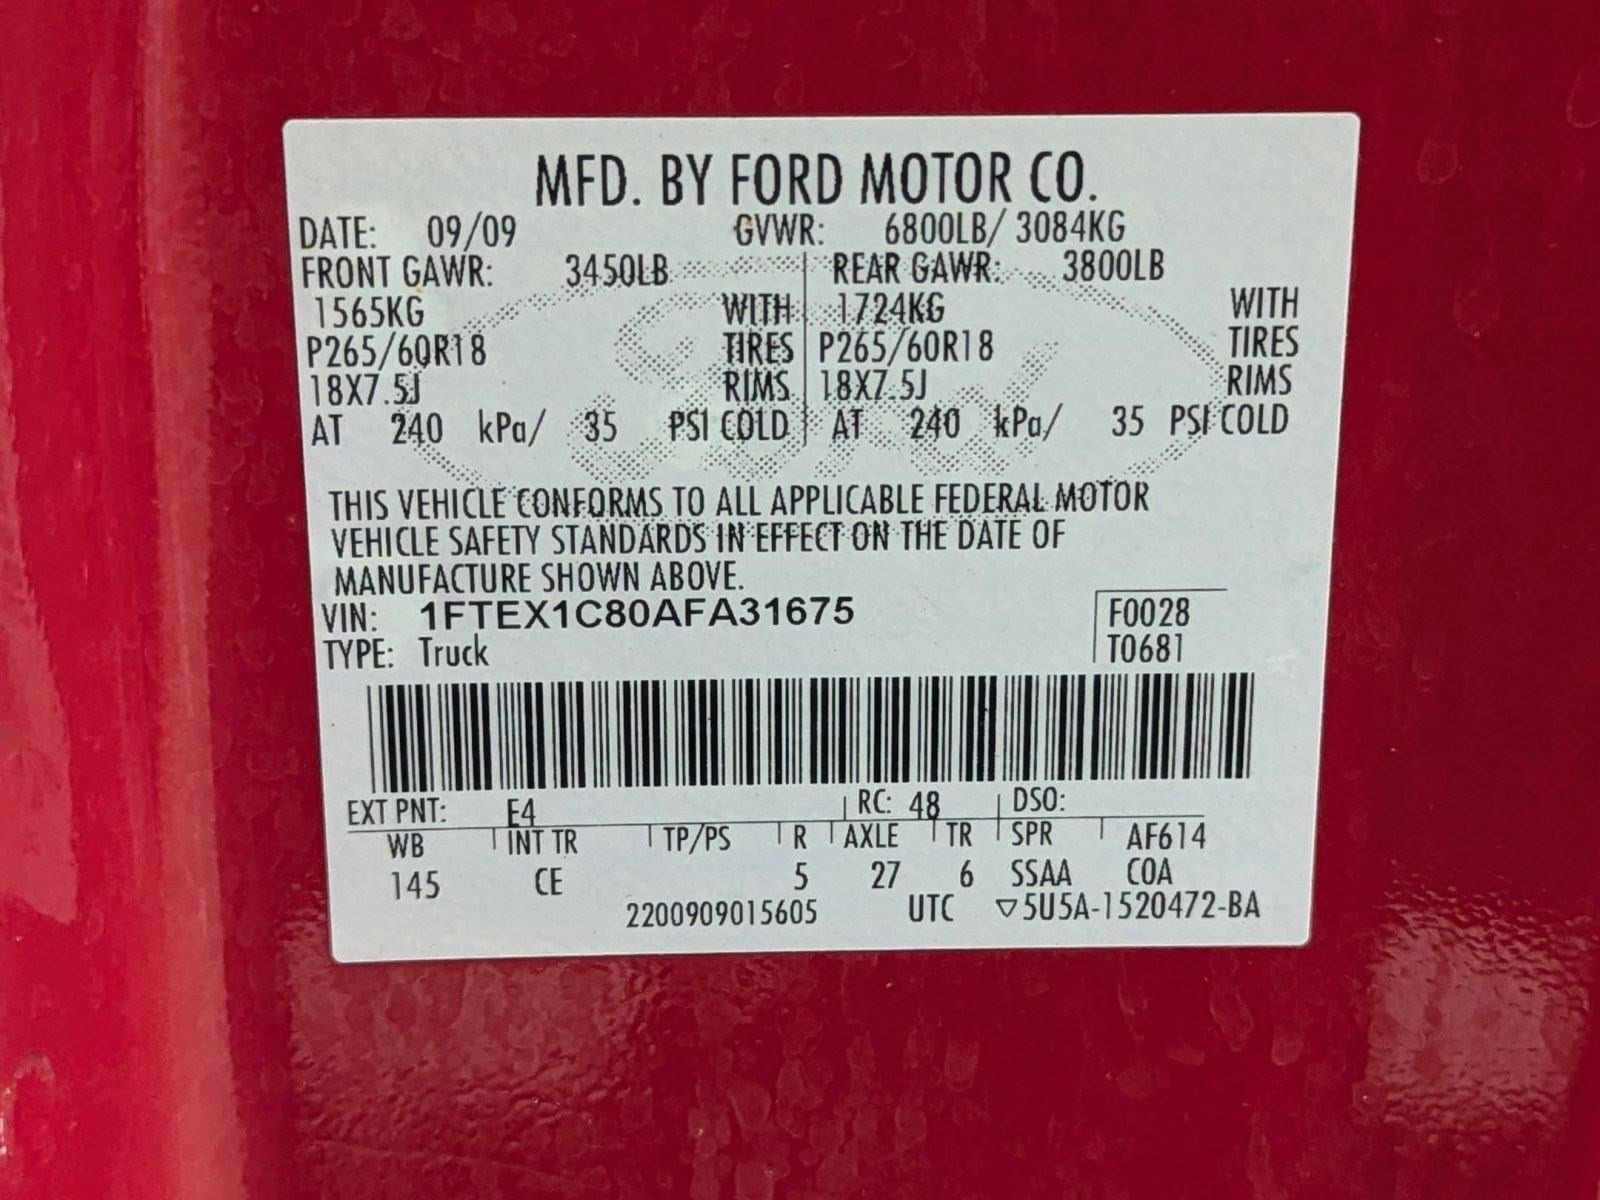 MFD. BY FORD MOTOR CO.
DATE: 09/09 GVWR: 6800LB/ 3084KG
FRONT GAWR: 3450LB REAR GAWR: 3800LB
1565KG WITH 1724KG WITH
P265/60R18 TIRES P265/60R18 TIRES
18X7.5J RIMS 18X7.5J RIMS
AT 240 kPa/ 35 PSI COLD AT 240 kPa/ 35 PSI COLD
THIS VEHICLE CONFORMS TO ALL APPLICABLE FEDERAL MOTOR
VEHICLE SAFETY STANDARDS IN EFFECT ON THE DATE OF
MANUFACTURE SHOWN ABOVE.
VIN: 1FTEX1C80AFA31675 F0028
TYPE: Truck T0681
EXT PNT: E4 RC: 48 DSO:
WB INT TR TP/PS R AXLE TR SPR AF614
145 CE 5 27 6 SSAA COA
2200909015605 UTC ▽5U5A-1520472-BA